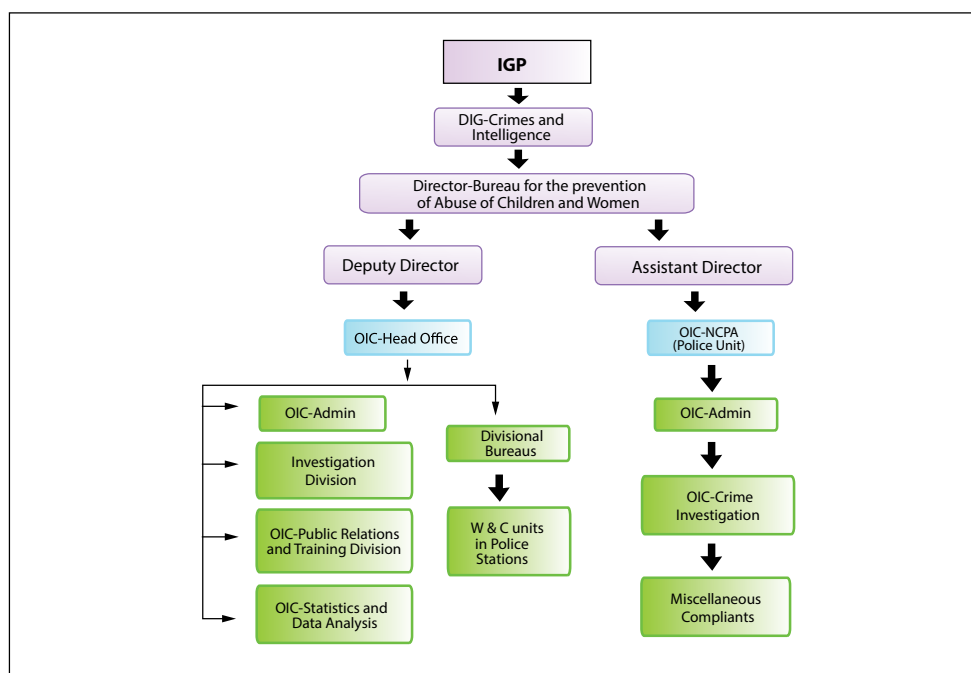 IGP
DIG-Crimes and
Intelligence
Director-Bureau for the prevention
of Abuse of Children and Women
Deputy Director
Assistant Director
OIC-Head Office
OIC-NCPA
(Police Unit)
OIC-Admin
Divisional
Bureaus
OIC-Admin
Investigation
Division
OIC-Crime
Investigation
OIC-Public Relations
and Training Division
W & C units
in Police
Stations
OIC-Statistics and
Data Analysis
Miscellaneous
Compliants